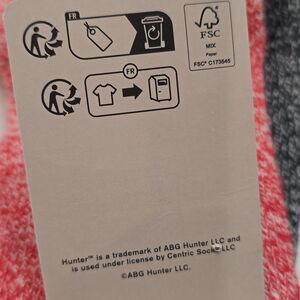 FR
FSC
MIX
Paper
FSC® C173545
FR
Hunter™ is a trademark of ABG Hunter LLC and
is used under license by Centric Socks LLC
©ABG Hunter LLC.